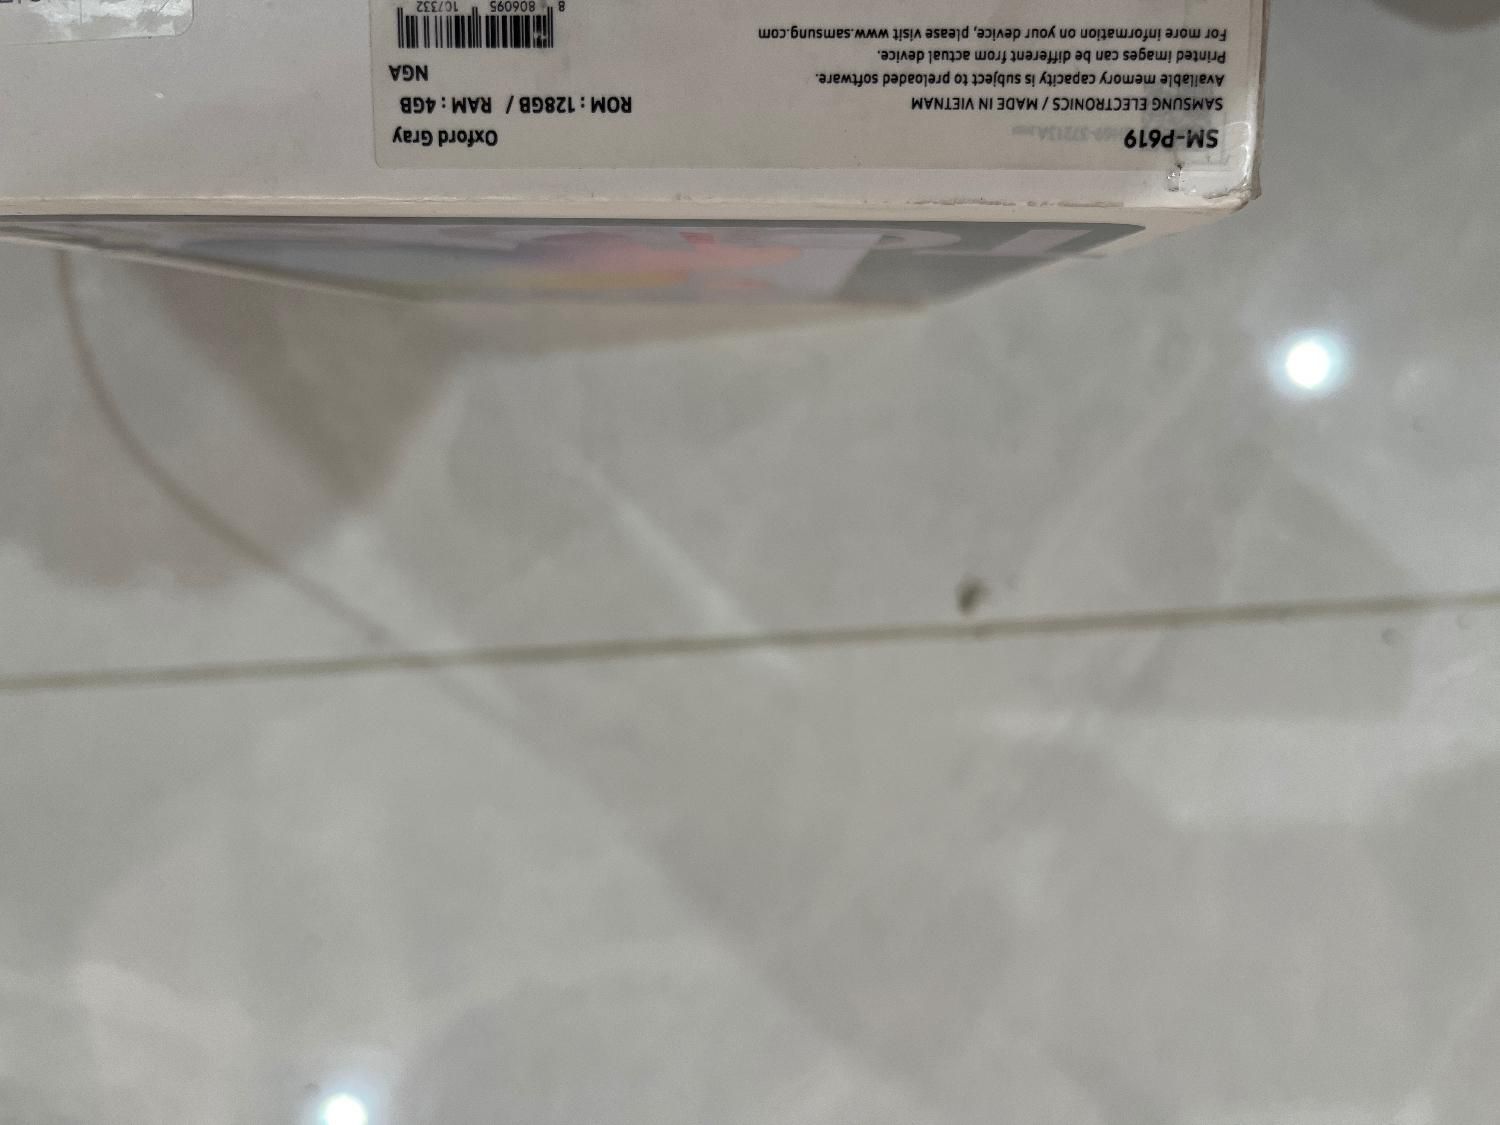 SM-P619
Oxford Gray
SAMSUNG ELECTRONICS / MADE IN VIETNAM
ROM : 128GB / RAM : 4GB
Available memory capacity is subject to preloaded software.
NGA
Printed images can be different from actual device.
For more information on your device, please visit www.samsung.com
8 806095 107332